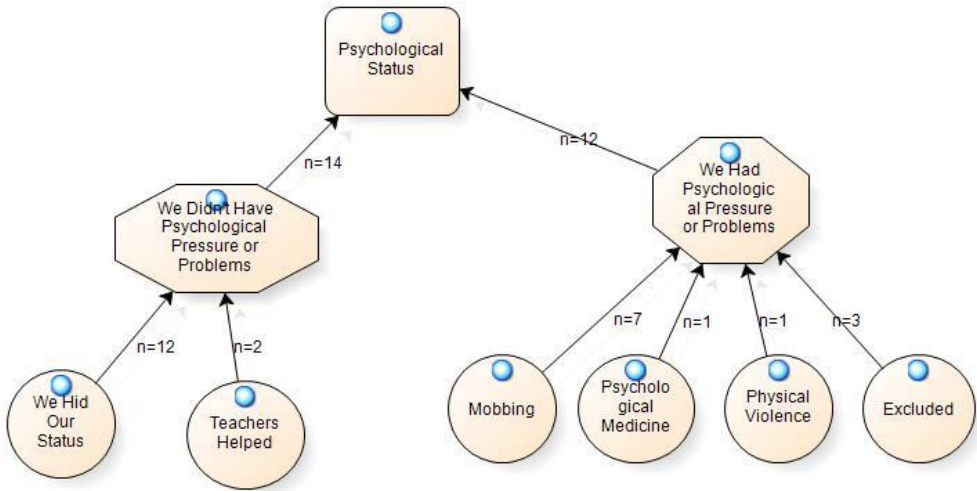 Psychological
Status
n=14
n=12
We Didn't Have
Psychological
Pressure or
Problems
We Had
Psychologic
al Pressure
or Problems
n=12
n=2
n=7
n=1
n=1
n=3
We Hid
Our
Status
Teachers
Helped
Mobbing
Psycholo
gical
Medicine
Physical
Violence
Excluded